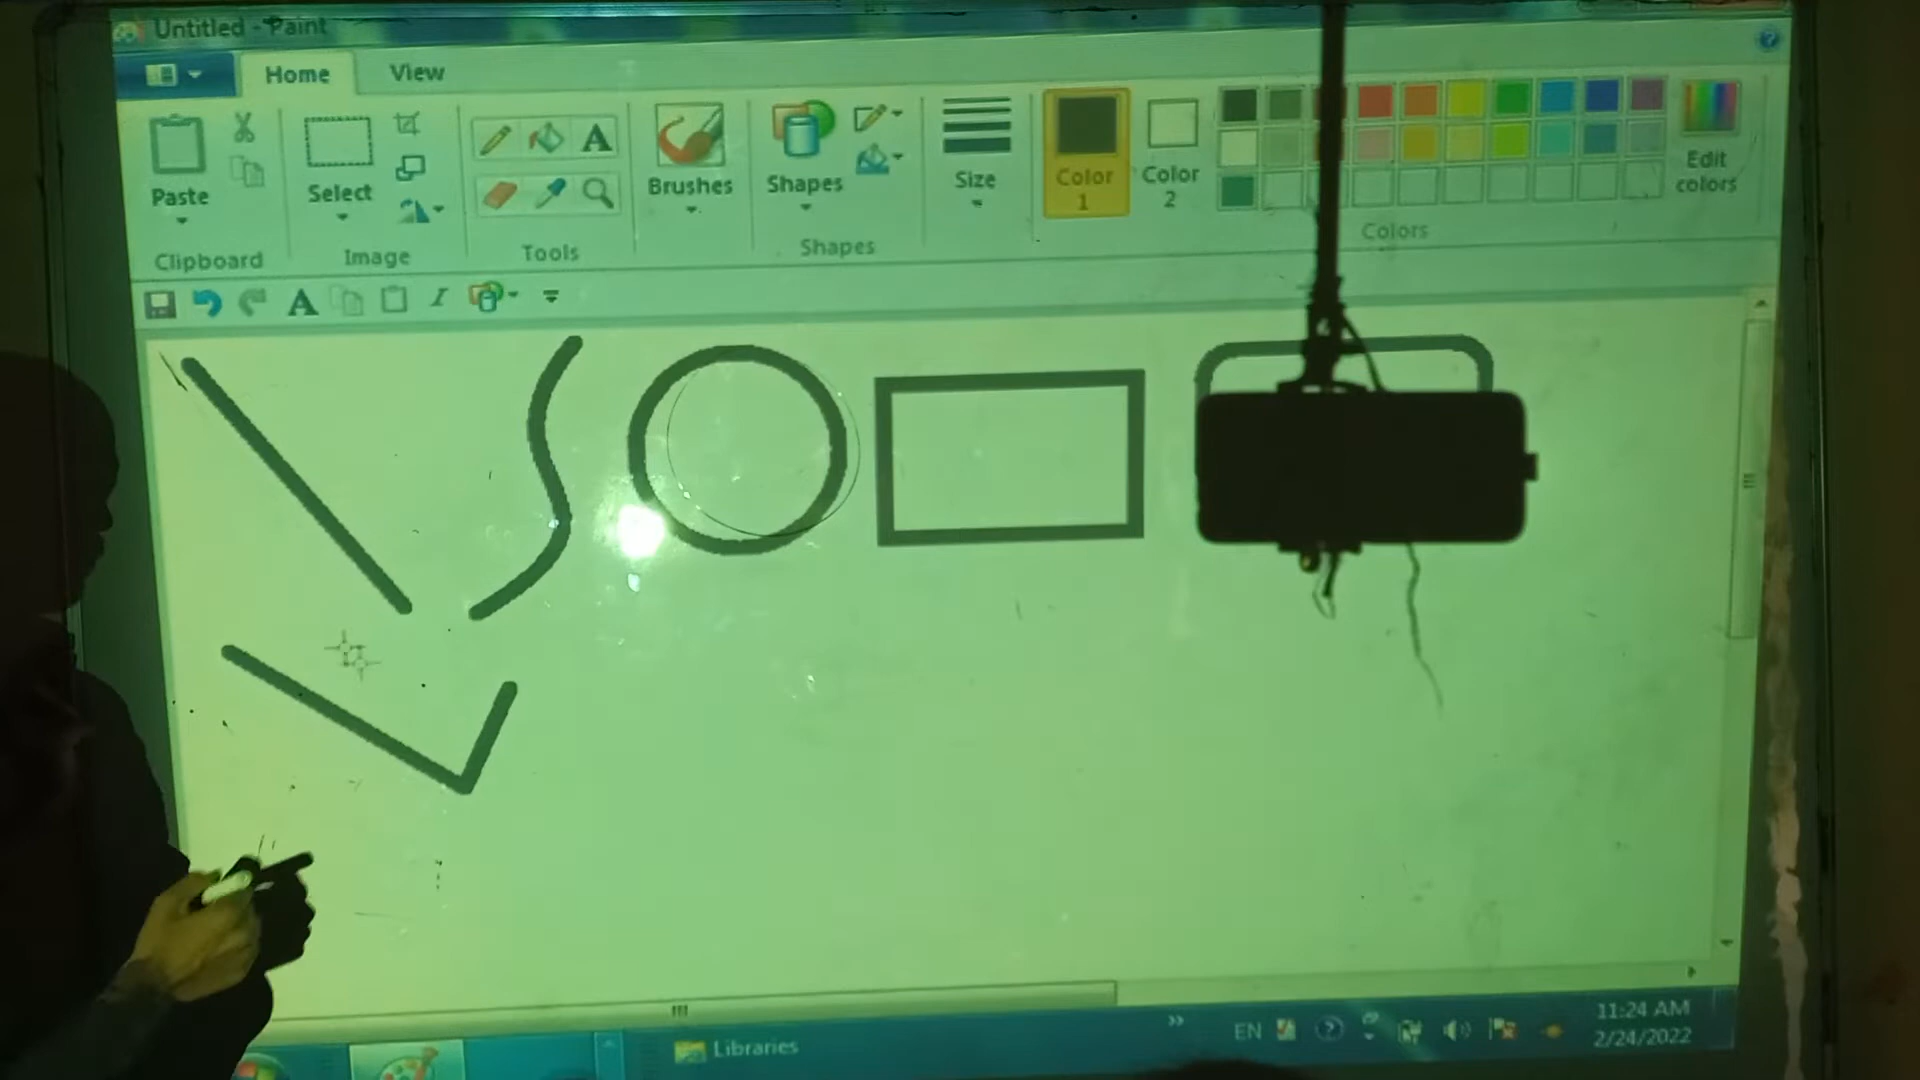 Untitled - Paint
Home View
Paste
Select
Brushes
Shapes
Size
Color 1
Color 2
Edit colors
Clipboard
Image
Tools
Shapes
Colors
Libraries
EN
11:24 AM
2/24/2022